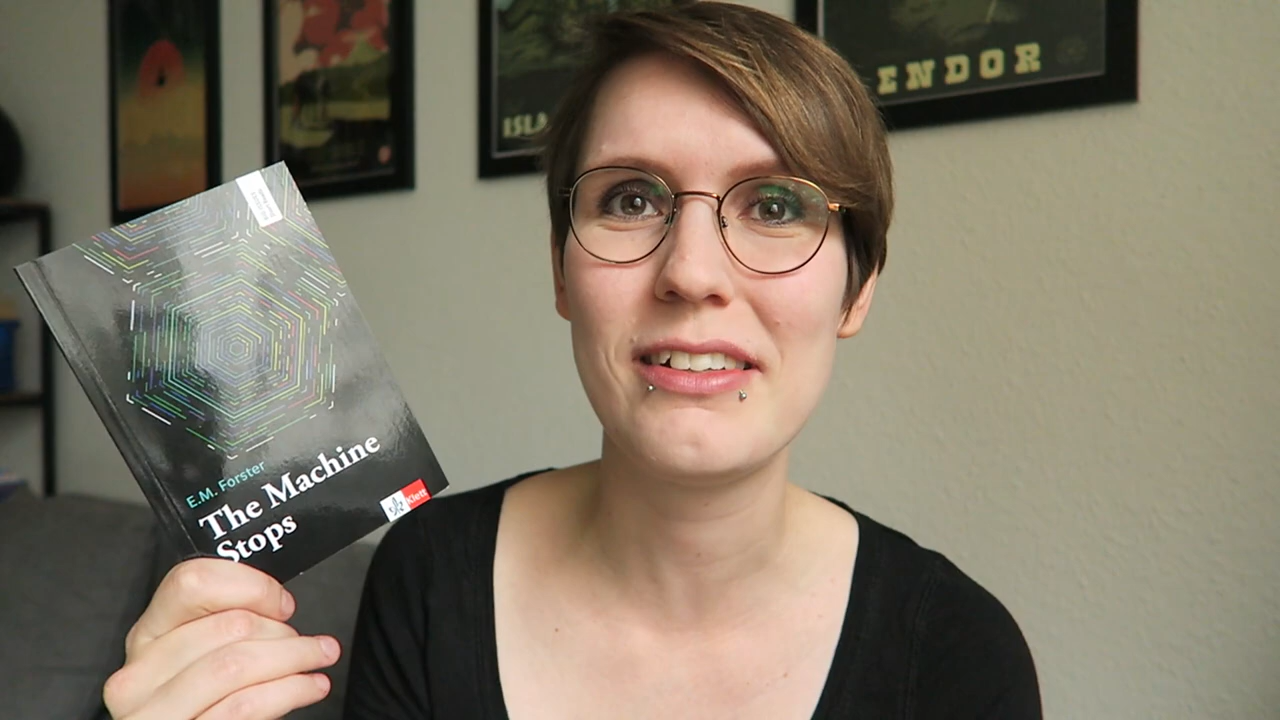 ISLA
ENDOR
E.M. Forster
The Machine
Stops
Klett